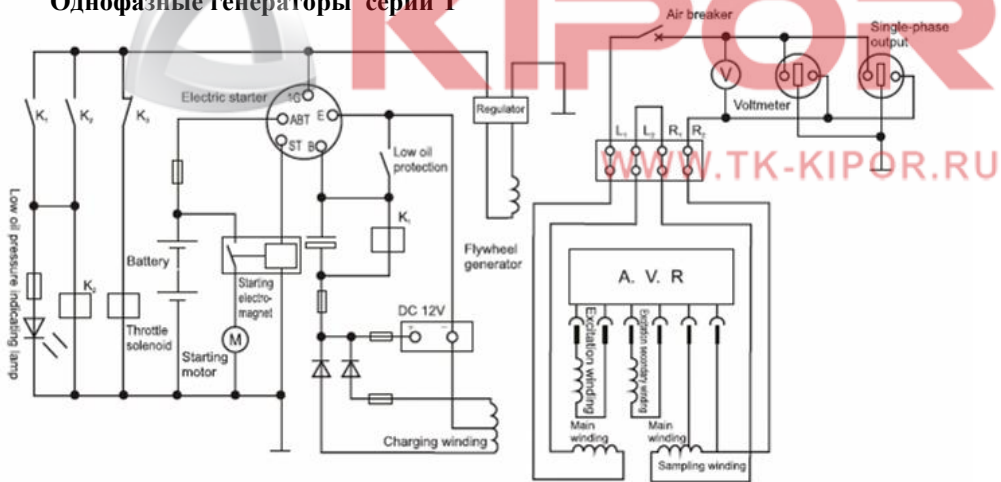 Однофазные генераторы серии Т
KIPOR
WWW.TK-KIPOR.RU
Air breaker
Single-phase
output
V
Voltmeter
Electric starter
IG
ABT
E
ST
B
K₁
K₂
K₃
Low oil
protection
K₁
Regulator
Flywheel
generator
L₁ L₂ R₁ R₂
A. V. R
Excitation winding
Excitation secondary winding
Main
winding
Main
winding
Sampling winding
Low oil pressure indicating lamp
K₂
Throttle
solenoid
Battery
Starting
electro-
magnet
M
Starting
motor
DC 12V
+ −
Charging winding